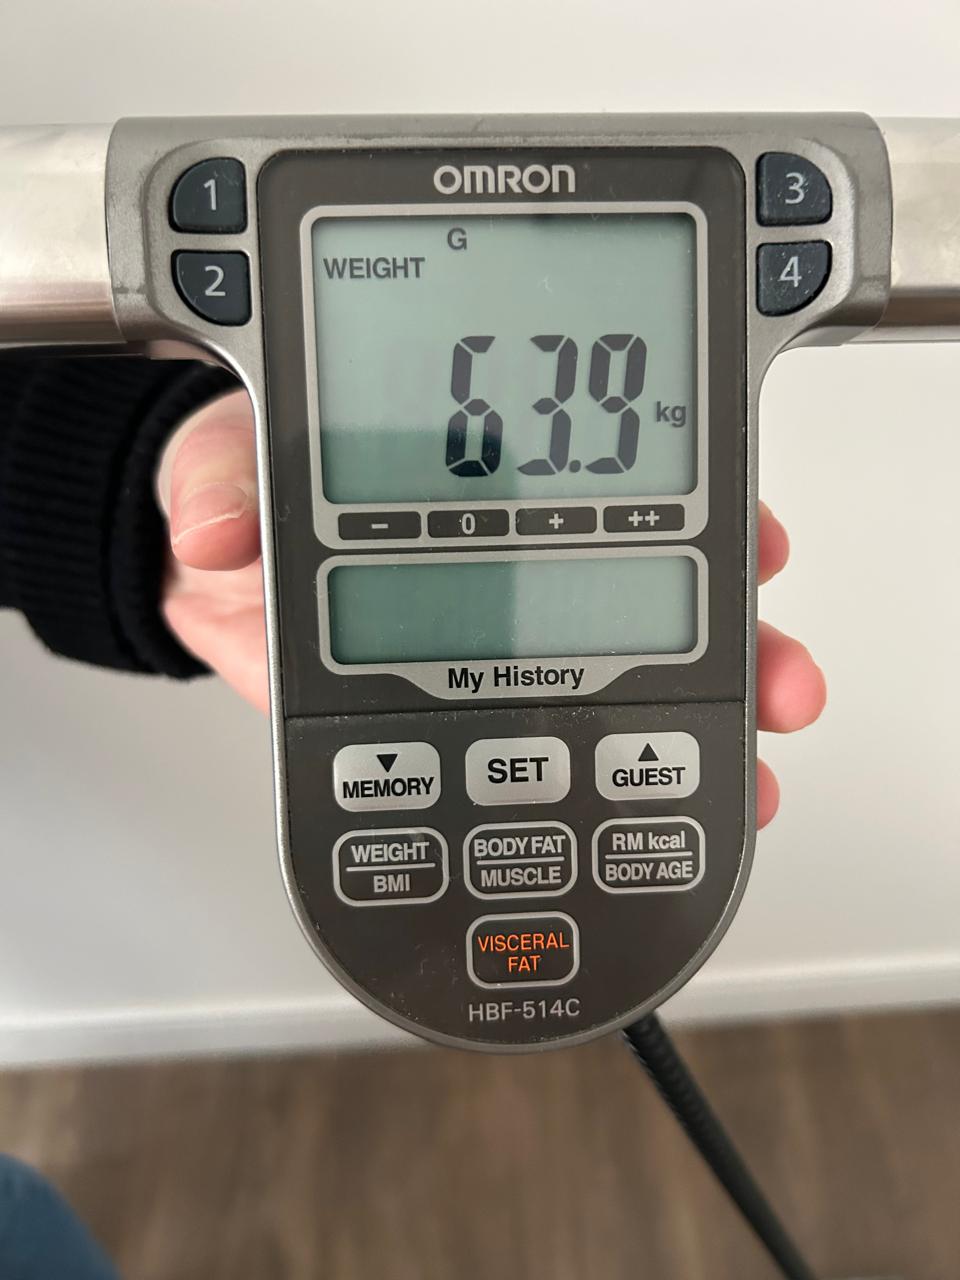 OMRON
1
2
3
4
G
WEIGHT
63.9 kg
- 0 + ++
My History
▼ MEMORY
SET
▲ GUEST
WEIGHT
BMI
BODY FAT
MUSCLE
RM kcal
BODY AGE
VISCERAL
FAT
HBF-514C